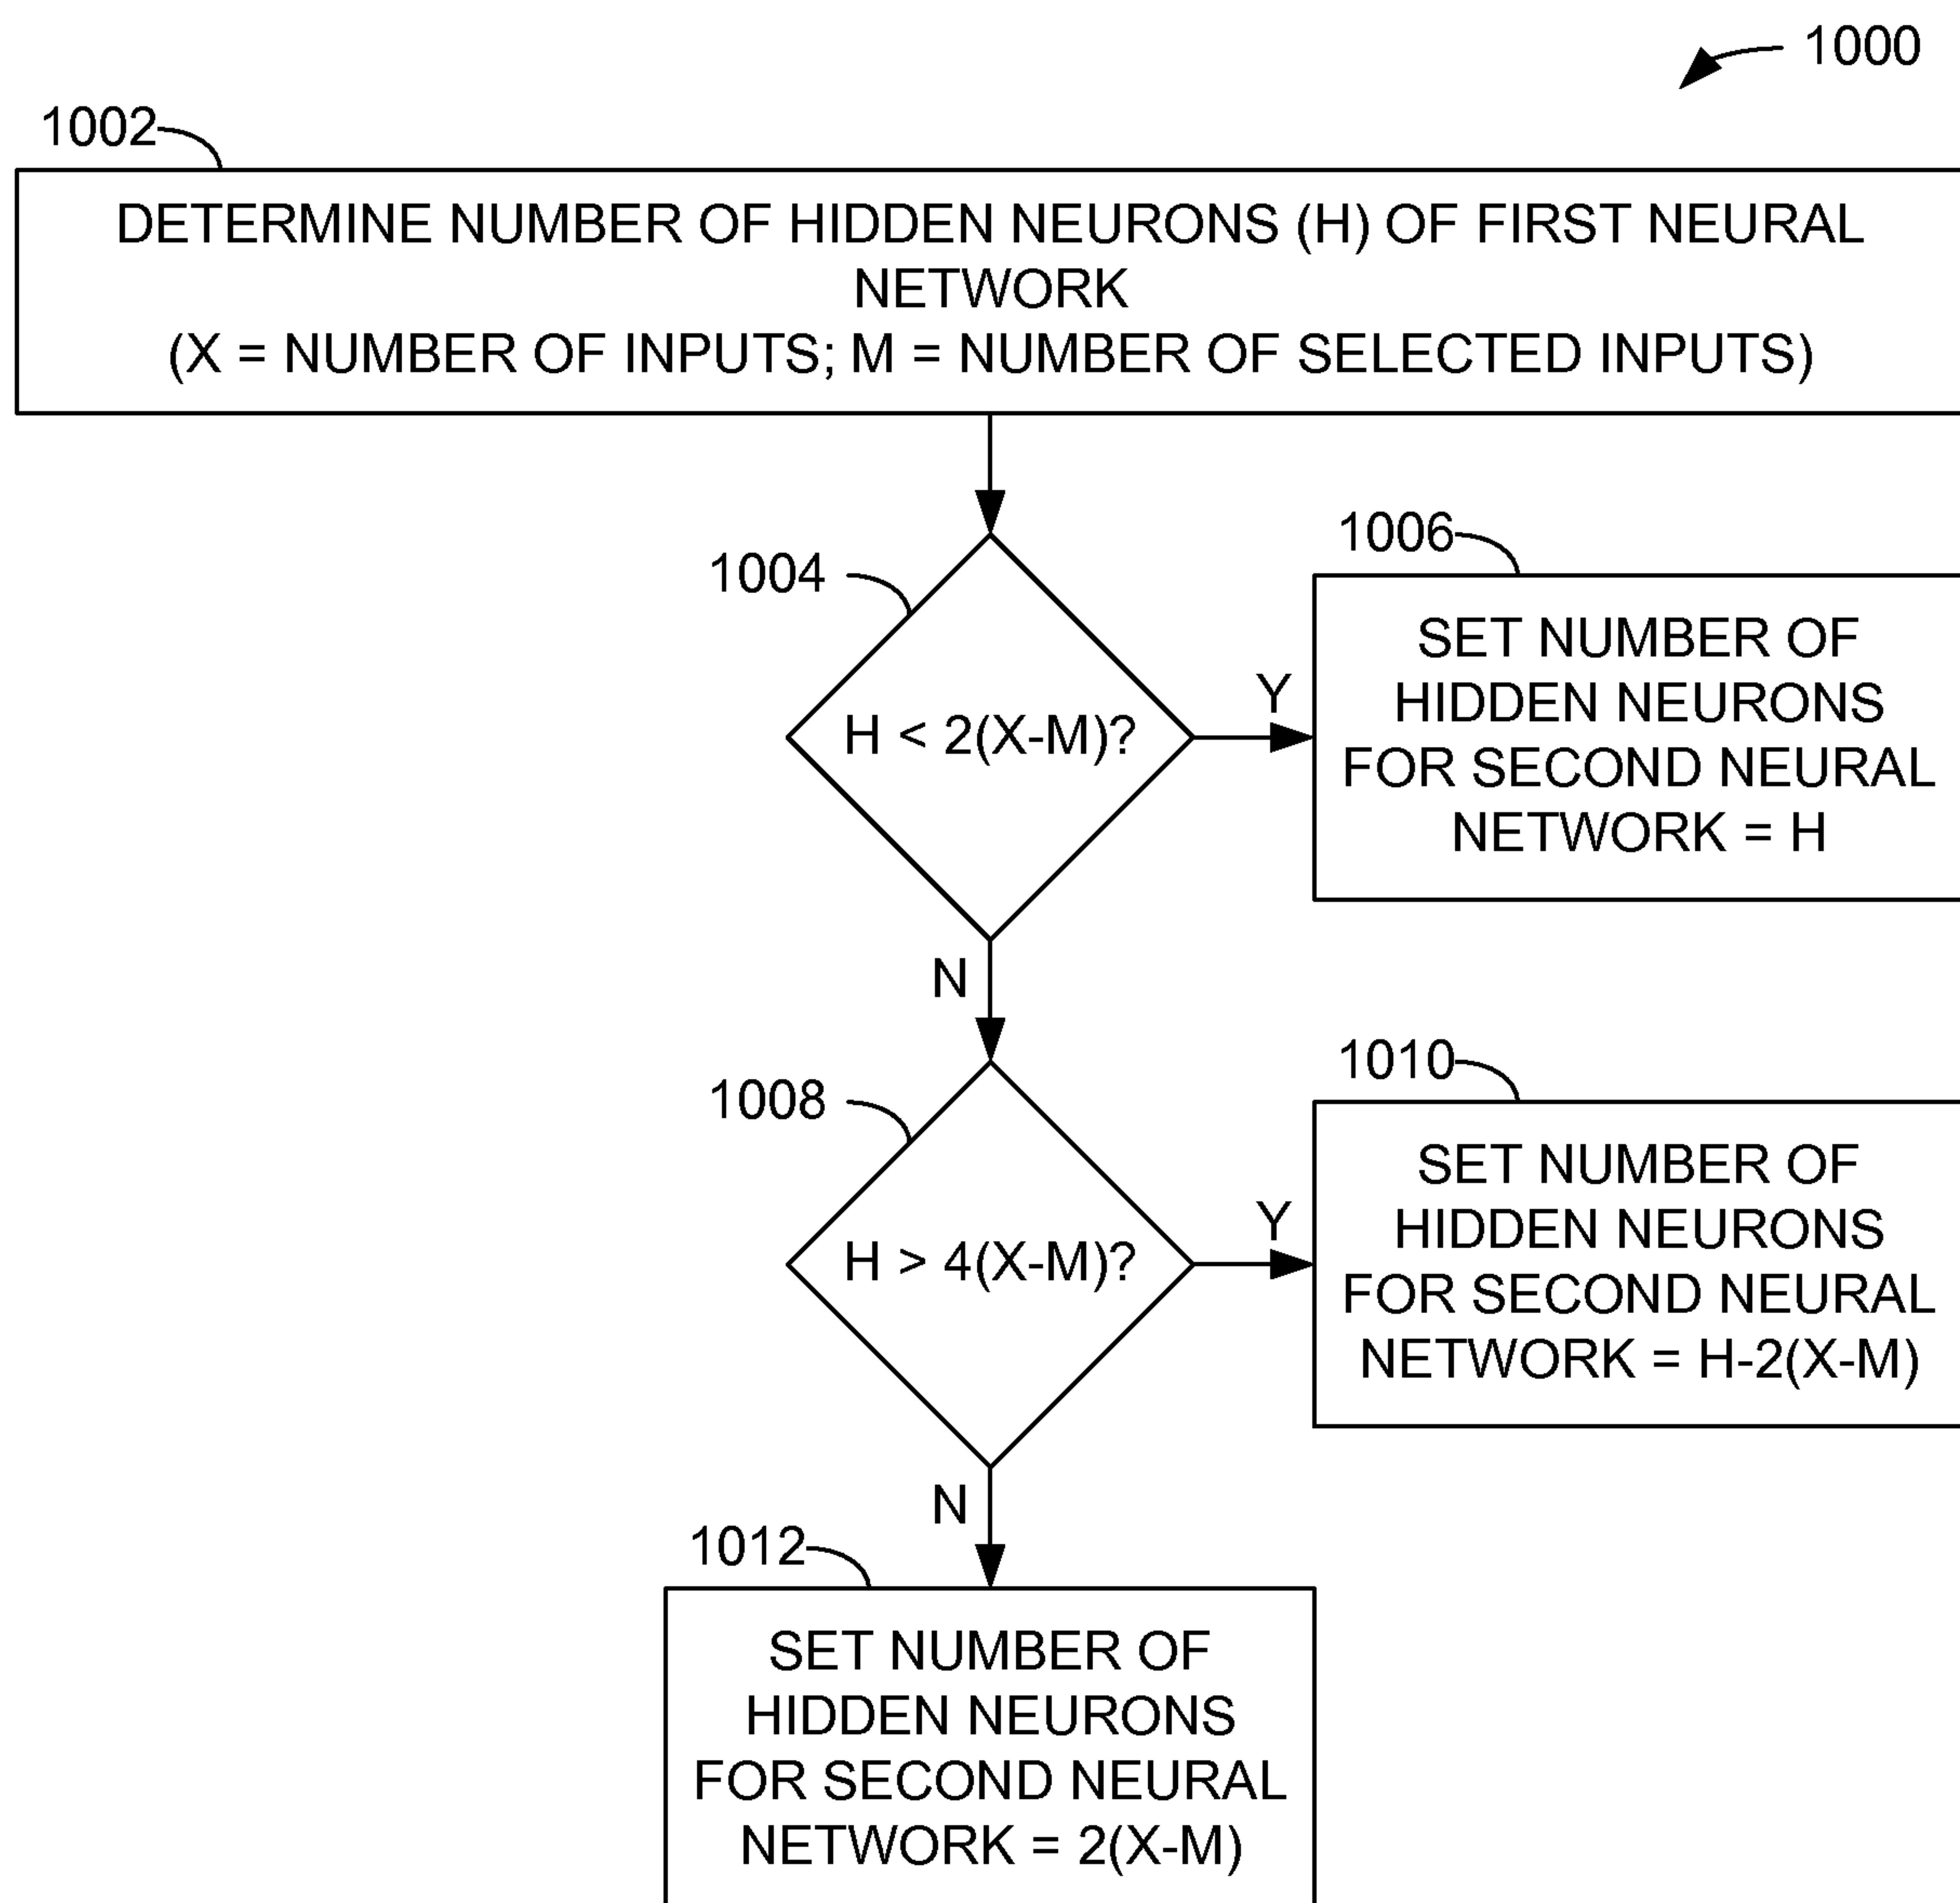 1000
1002
DETERMINE NUMBER OF HIDDEN NEURONS (H) OF FIRST NEURAL
NETWORK
(X = NUMBER OF INPUTS; M = NUMBER OF SELECTED INPUTS)
1004
H < 2(X-M)?
Y
1006
SET NUMBER OF
HIDDEN NEURONS
FOR SECOND NEURAL
NETWORK = H
N
1008
H > 4(X-M)?
Y
1010
SET NUMBER OF
HIDDEN NEURONS
FOR SECOND NEURAL
NETWORK = H-2(X-M)
N
1012
SET NUMBER OF
HIDDEN NEURONS
FOR SECOND NEURAL
NETWORK = 2(X-M)